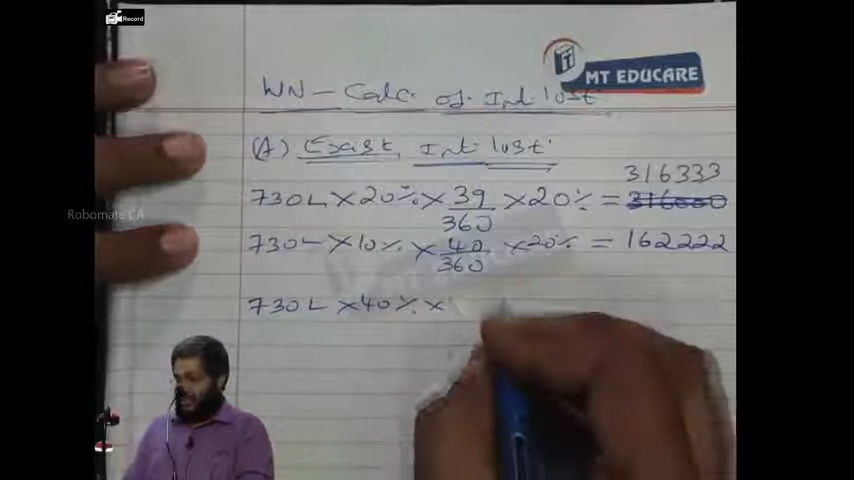 Record
MT EDUCARE
WN - Calc. of Int lost
(A) Exist. Int. lost.
316333
730L × 20% × 39/360 × 20% = 316000
730L × 10% × 40/360 × 20% = 162222
Robomate CA
730L × 40% ×